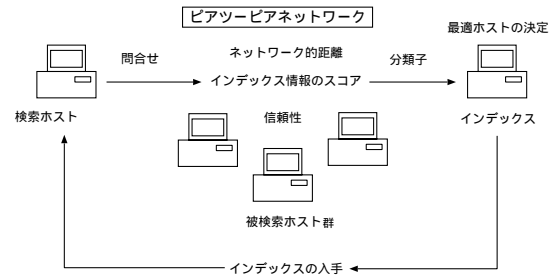 ピアツーピアネットワーク
最適ホストの決定
問合せ
ネットワーク的距離
分類子
インデックス情報のスコア
検索ホスト
信頼性
インデックス
被検索ホスト群
インデックスの入手